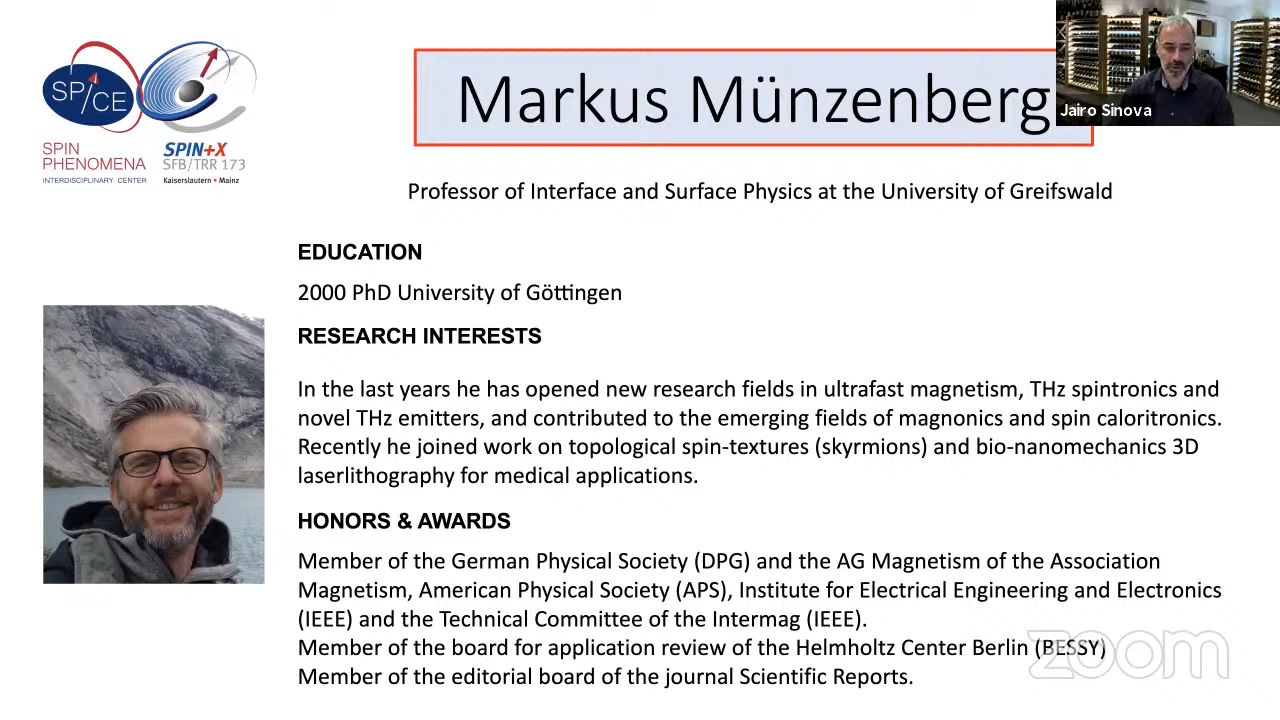 SPICE
SPIN
PHENOMENA
INTERDISCIPLINARY CENTER
SPIN+X
SFB/TRR 173
Kaiserslautern • Mainz
Markus Münzenberg
Jairo Sinova
Professor of Interface and Surface Physics at the University of Greifswald
EDUCATION
2000 PhD University of Göttingen
RESEARCH INTERESTS
In the last years he has opened new research fields in ultrafast magnetism, THz spintronics and
novel THz emitters, and contributed to the emerging fields of magnonics and spin caloritronics.
Recently he joined work on topological spin-textures (skyrmions) and bio-nanomechanics 3D
laserlithography for medical applications.
HONORS & AWARDS
Member of the German Physical Society (DPG) and the AG Magnetism of the Association
Magnetism, American Physical Society (APS), Institute for Electrical Engineering and Electronics
(IEEE) and the Technical Committee of the Intermag (IEEE).
Member of the board for application review of the Helmholtz Center Berlin (BESSY)
Member of the editorial board of the journal Scientific Reports.
zoom